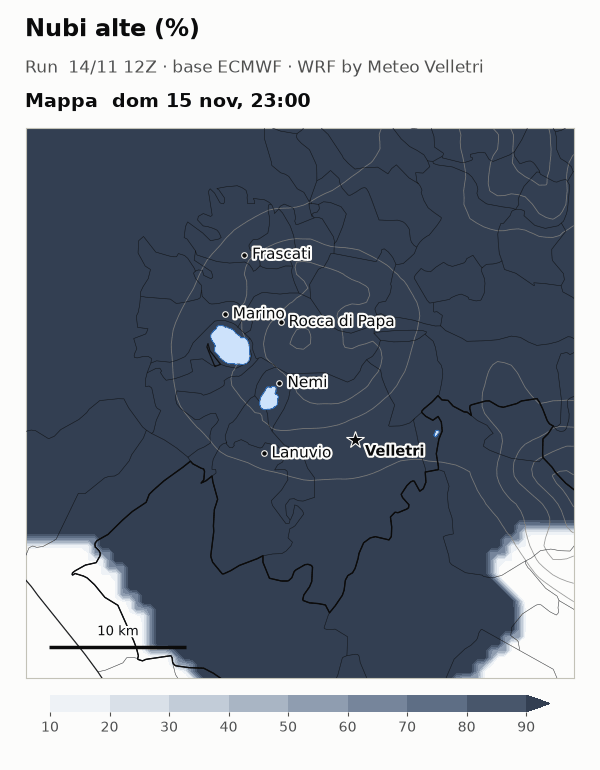 Nubi alte (%)
Run  14/11 12Z · base ECMWF · WRF by Meteo Velletri
Mappa  dom 15 nov, 23:00
Frascati
Marino
Rocca di Papa
Nemi
Velletri
Lanuvio
10 km
10 20 30 40 50 60 70 80 90